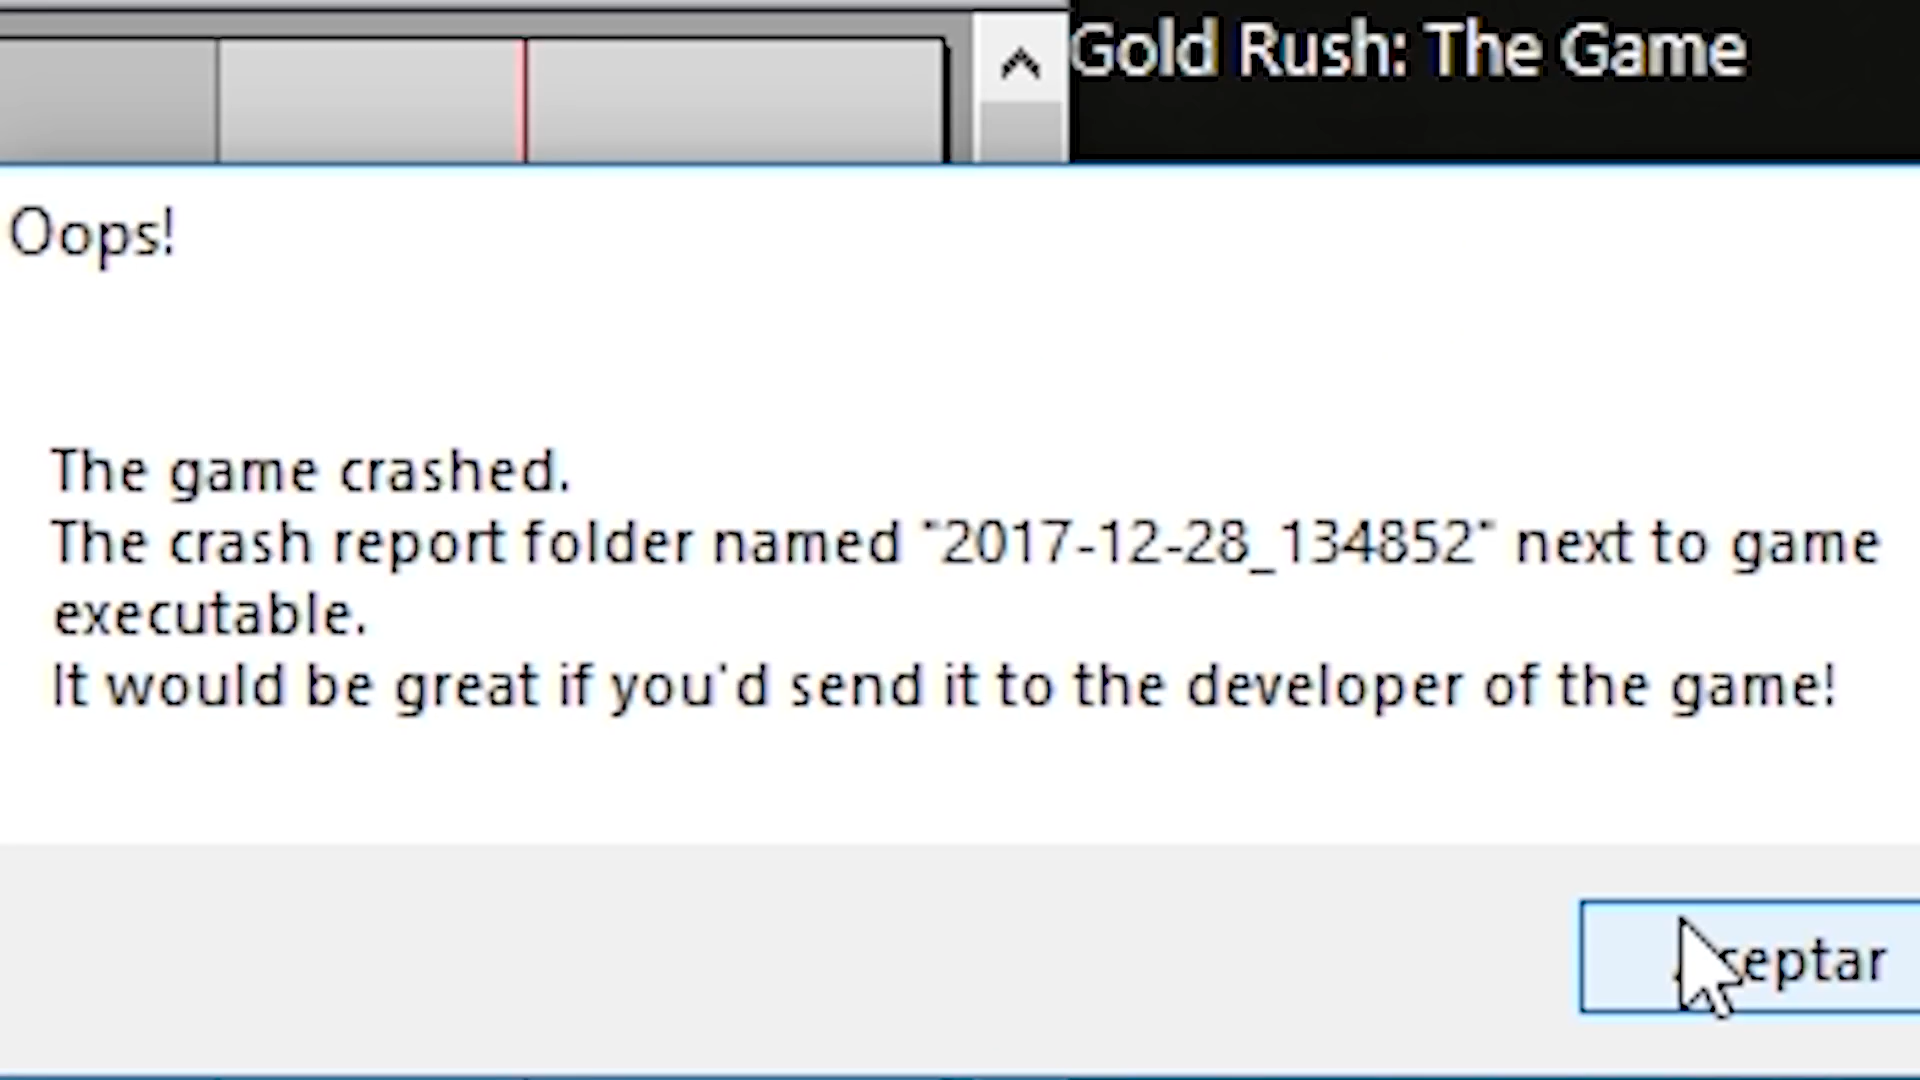 Gold Rush: The Game
Oops!
The game crashed.
The crash report folder named "2017-12-28_134852" next to game
executable.
It would be great if you'd send it to the developer of the game!